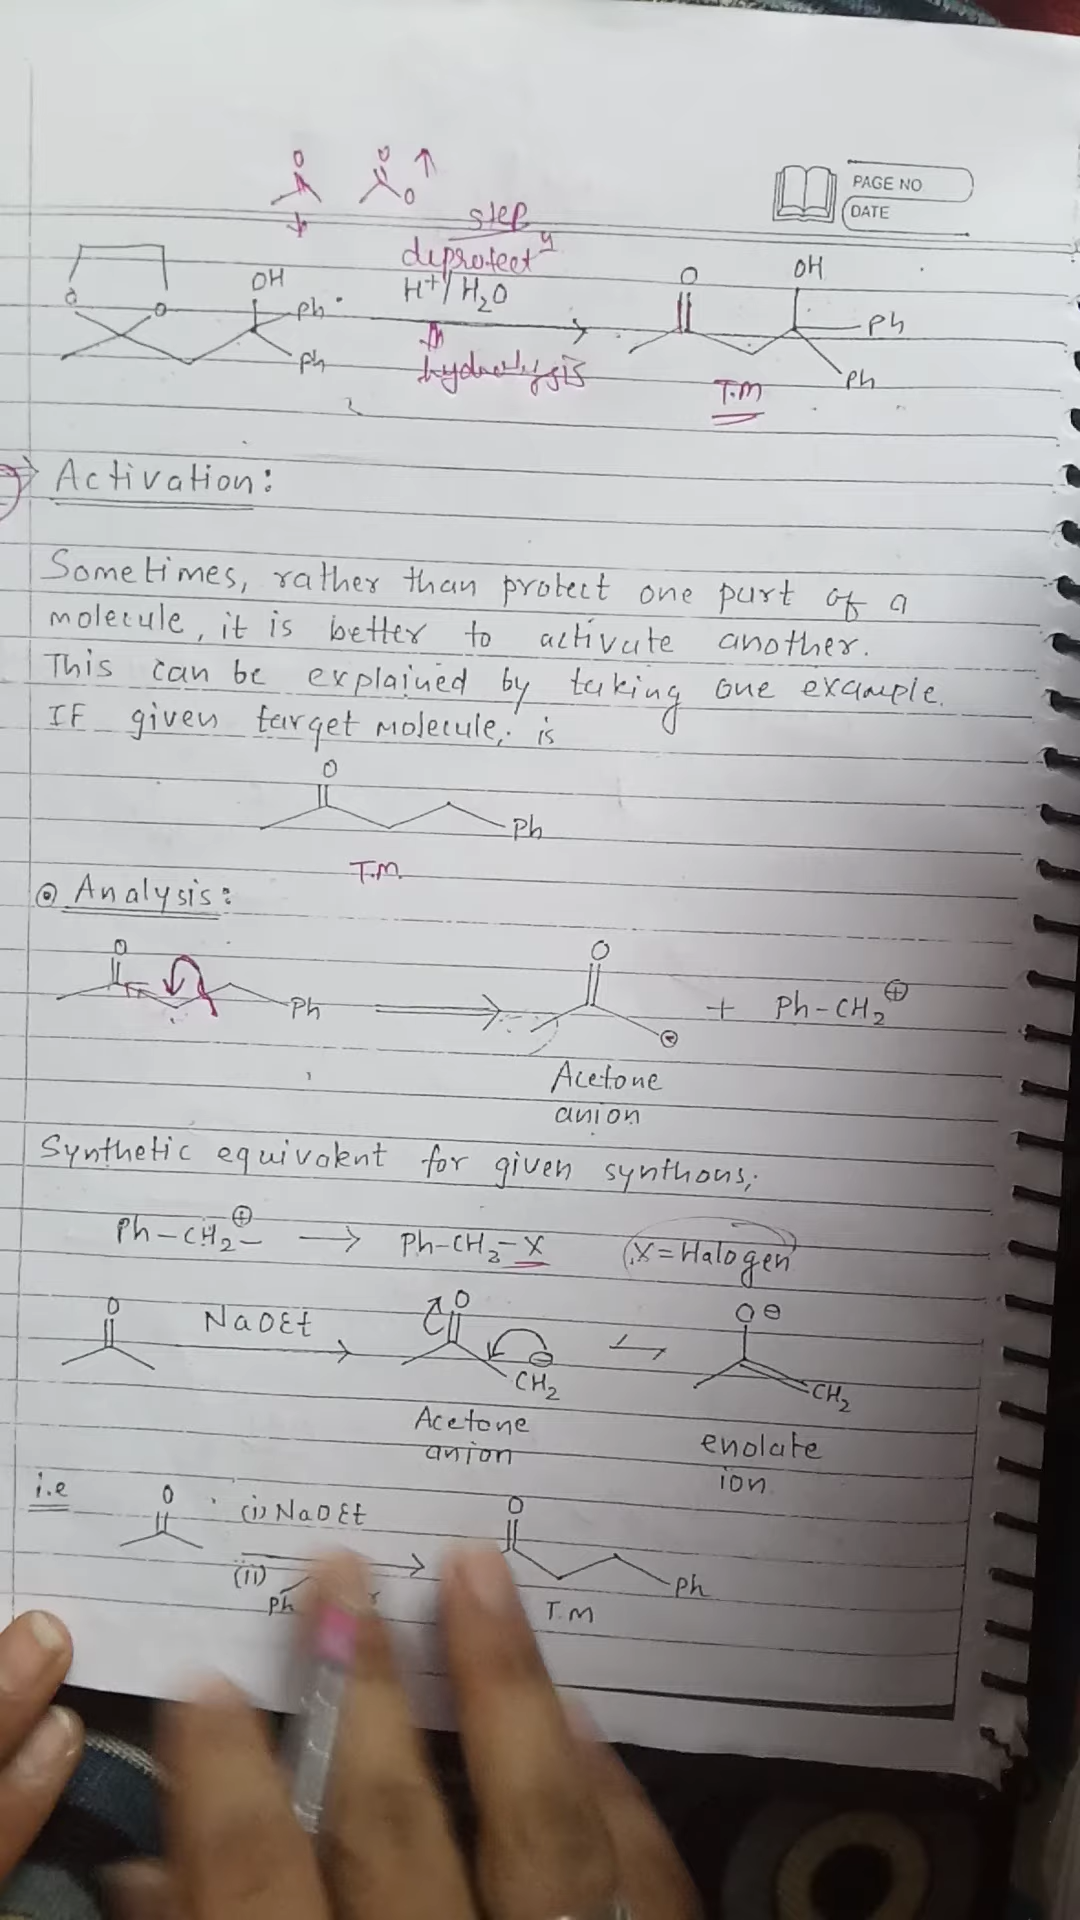 PAGE NO
DATE
O O
O
step
deprotectⁿ
H⁺/H₂O
hydrolysis
O O OH Ph Ph
O OH Ph Ph
T.M
Activation:
Sometimes, rather than protect one part of a
molecule, it is better to activate another.
This can be explained by taking one example.
IF given target molecule, is
O
Ph
T.M.
Analysis:
O Ph
O ⊖ + Ph-CH₂⊕
Acetone
anion
Synthetic equivalent for given synthons;
Ph-CH₂⊕ → Ph-CH₂-X (X=Halogen)
O NaOEt → O ⊖ CH₂ O⊖ CH₂
Acetone
anion
enolate
ion
i.e
O (i) NaOEt O
(ii) Ph → Ph
T.M